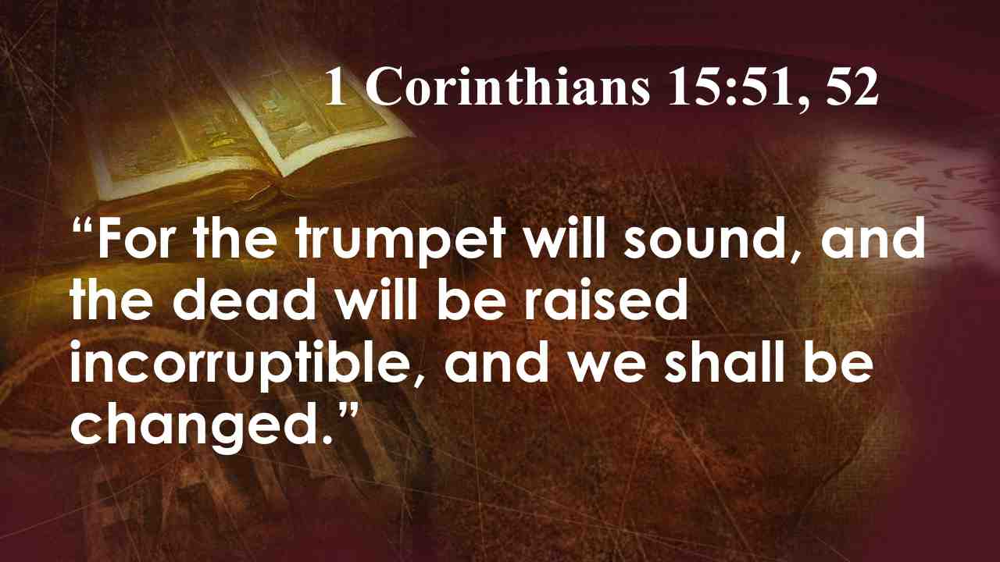 1 Corinthians 15:51, 52
“For the trumpet will sound, and
the dead will be raised
incorruptible, and we shall be
changed.”